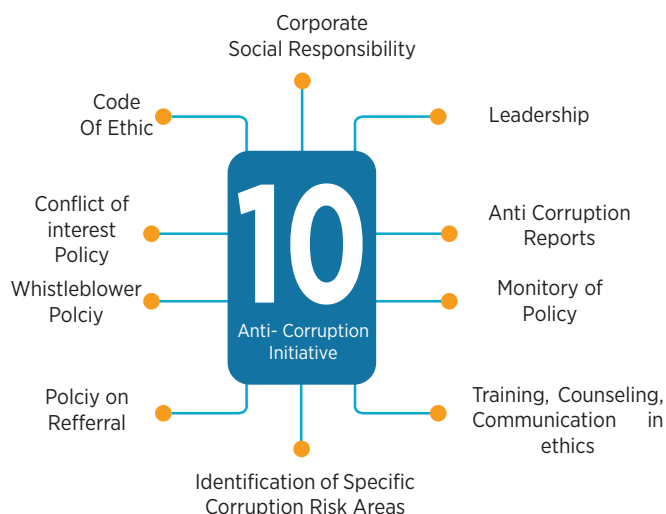 Corporate
Social Responsibility
Code
Of Ethic
Leadership
Conflict of
interest
Policy
Anti Corruption
Reports
10
Anti- Corruption
Initiative
Whistleblower
Polciy
Monitory of
Policy
Polciy on
Refferral
Training, Counseling,
Communication in
ethics
Identification of Specific
Corruption Risk Areas